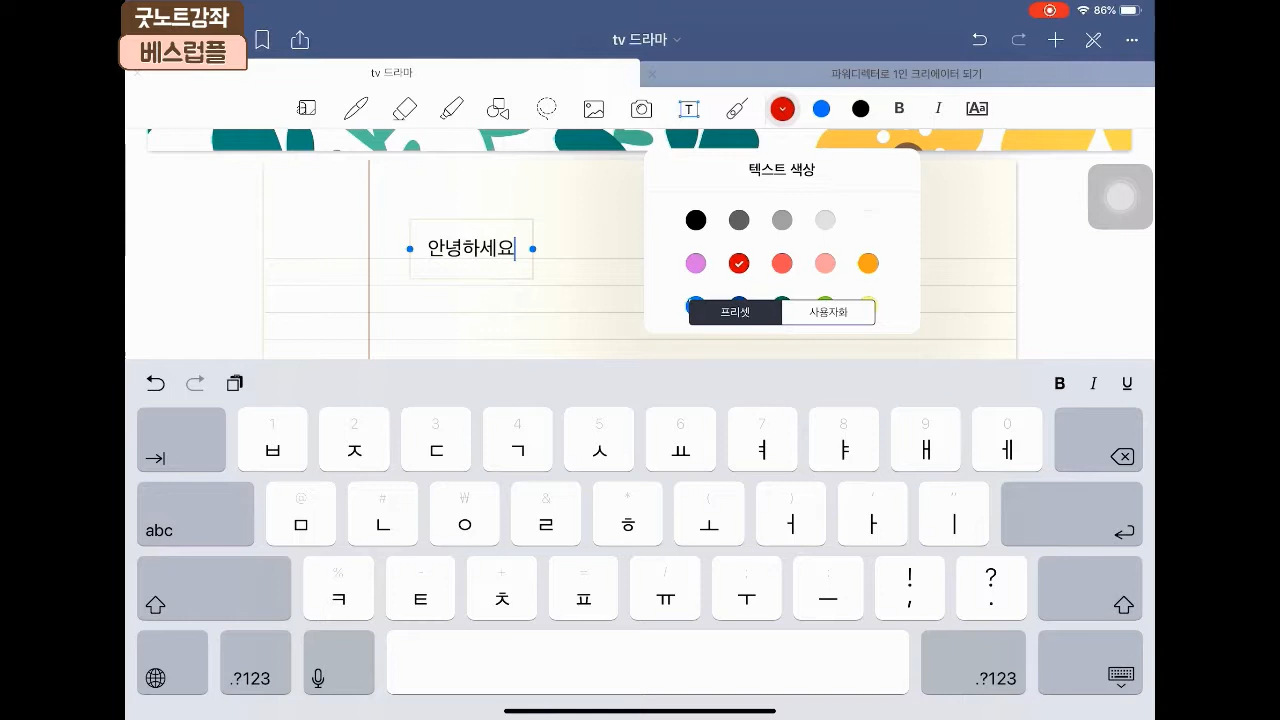 굿노트강좌
베스럽플
86%
tv 드라마
tv 드라마
파워디렉터로 1인 크리에이터 되기
T
B I Aa
텍스트 색상
안녕하세요
프리셋 사용자화
B I U
1 2 3 4 5 6 7 8 9 0
ㅂ ㅈ ㄷ ㄱ ㅅ ㅛ ㅕ ㅑ ㅐ ㅔ
@ # ₩ & * ( ) ' "
abc ㅁ ㄴ ㅇ ㄹ ㅎ ㅗ ㅓ ㅏ ㅣ
% - + = / ; : ! ?
ㅋ ㅌ ㅊ ㅍ ㅠ ㅜ ㅡ , .
.?123 .?123